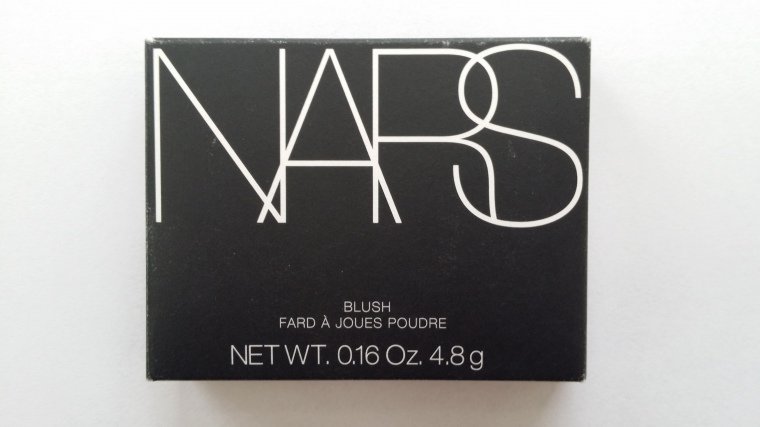 NARS
BLUSH
FARD À JOUES POUDRE
NET WT. 0.16 Oz. 4.8 g